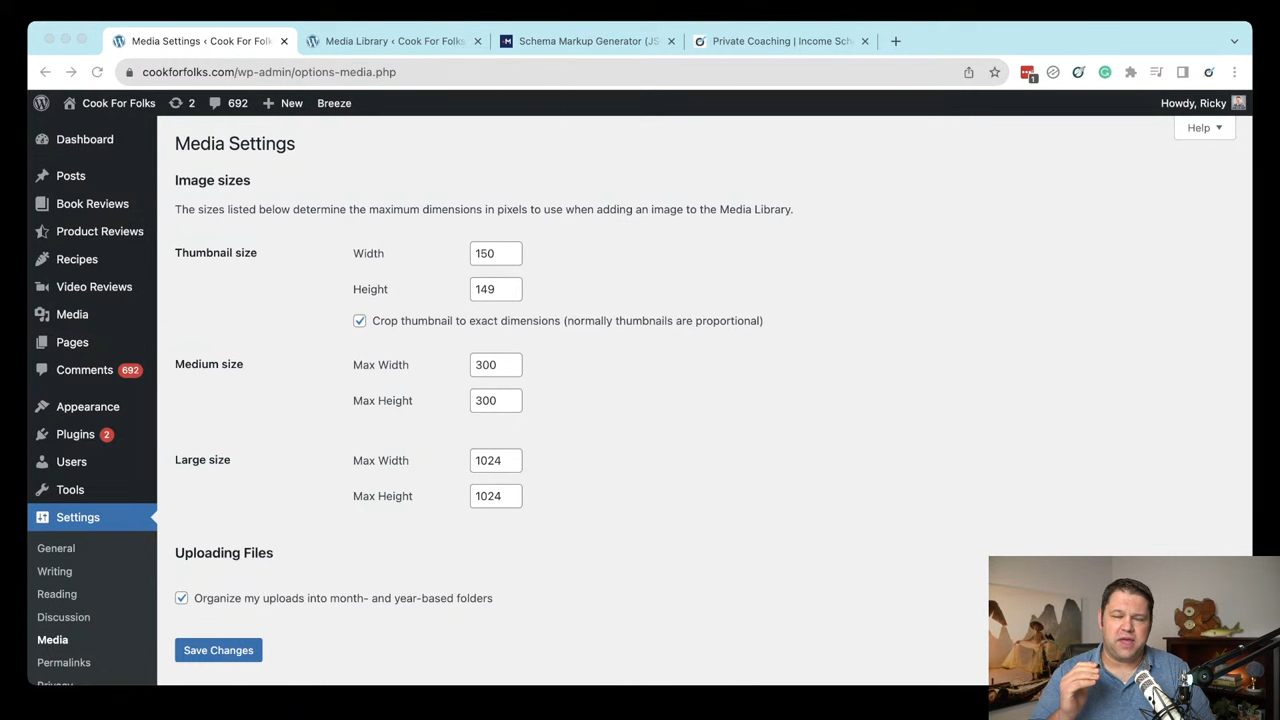 Media Settings ‹ Cook For Folk
Media Library ‹ Cook For Folks
Schema Markup Generator (JS
Private Coaching | Income Sch
cookforfolks.com/wp-admin/options-media.php
1
Cook For Folks
2
692
New
Breeze
Howdy, Ricky
Help
Dashboard
Posts
Book Reviews
Product Reviews
Recipes
Video Reviews
Media
Pages
Comments 692
Appearance
Plugins 2
Users
Tools
Settings
General
Writing
Reading
Discussion
Media
Permalinks
Privacy
Media Settings
Image sizes
The sizes listed below determine the maximum dimensions in pixels to use when adding an image to the Media Library.
Thumbnail size
Width 150
Height 149
Crop thumbnail to exact dimensions (normally thumbnails are proportional)
Medium size
Max Width 300
Max Height 300
Large size
Max Width 1024
Max Height 1024
Uploading Files
Organize my uploads into month- and year-based folders
Save Changes